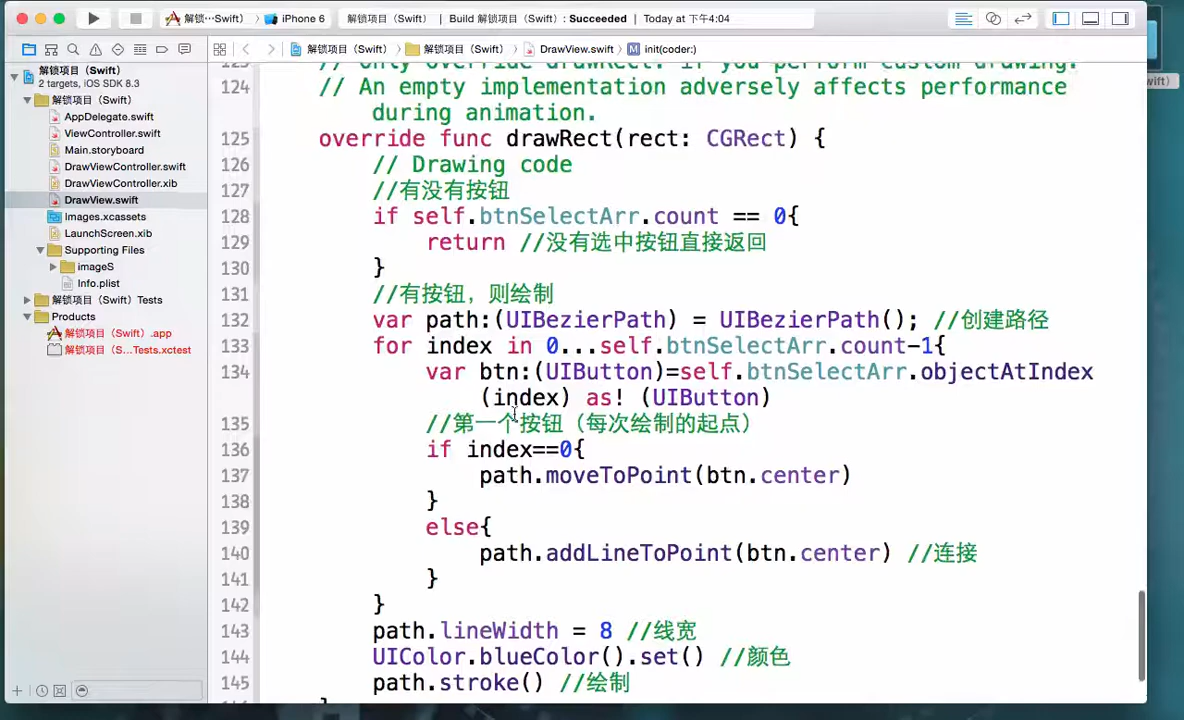 解锁···Swift)
iPhone 6
解锁项目（Swift） | Build 解锁项目（Swift）: Succeeded | Today at 下午4:04
解锁项目（Swift）
解锁项目（Swift）
DrawView.swift
M init(coder:)
解锁项目（Swift）
2 targets, iOS SDK 8.3
解锁项目（Swift）
AppDelegate.swift
ViewController.swift
Main.storyboard
DrawViewController.swift
DrawViewController.xib
DrawView.swift
Images.xcassets
LaunchScreen.xib
Supporting Files
imageS
Info.plist
解锁项目（Swift）Tests
Products
解锁项目（Swift）.app
解锁项目（S...Tests.xctest
wift)
124 // An empty implementation adversely affects performance
during animation.
125 override func drawRect(rect: CGRect) {
126 // Drawing code
127 //有没有按钮
128 if self.btnSelectArr.count == 0{
129 return //没有选中按钮直接返回
130 }
131 //有按钮，则绘制
132 var path:(UIBezierPath) = UIBezierPath(); //创建路径
133 for index in 0...self.btnSelectArr.count-1{
134 var btn:(UIButton)=self.btnSelectArr.objectAtIndex
(index) as! (UIButton)
135 //第一个按钮（每次绘制的起点）
136 if index==0{
137 path.moveToPoint(btn.center)
138 }
139 else{
140 path.addLineToPoint(btn.center) //连接
141 }
142 }
143 path.lineWidth = 8 //线宽
144 UIColor.blueColor().set() //颜色
145 path.stroke() //绘制